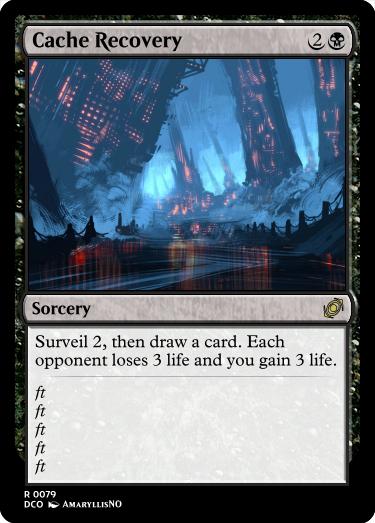 Cache Recovery 2
Sorcery
Surveil 2, then draw a card. Each
opponent loses 3 life and you gain 3 life.
ft
ft
ft
ft
ft
R 0079
DCO AmaryllisNO